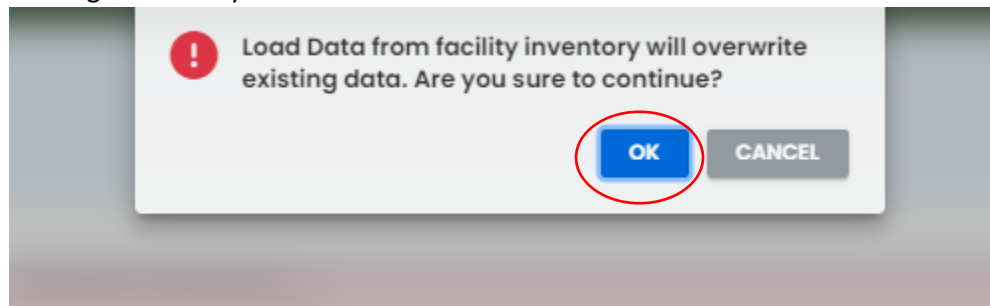 Load Data from facility inventory will overwrite
existing data. Are you sure to continue?
OK CANCEL